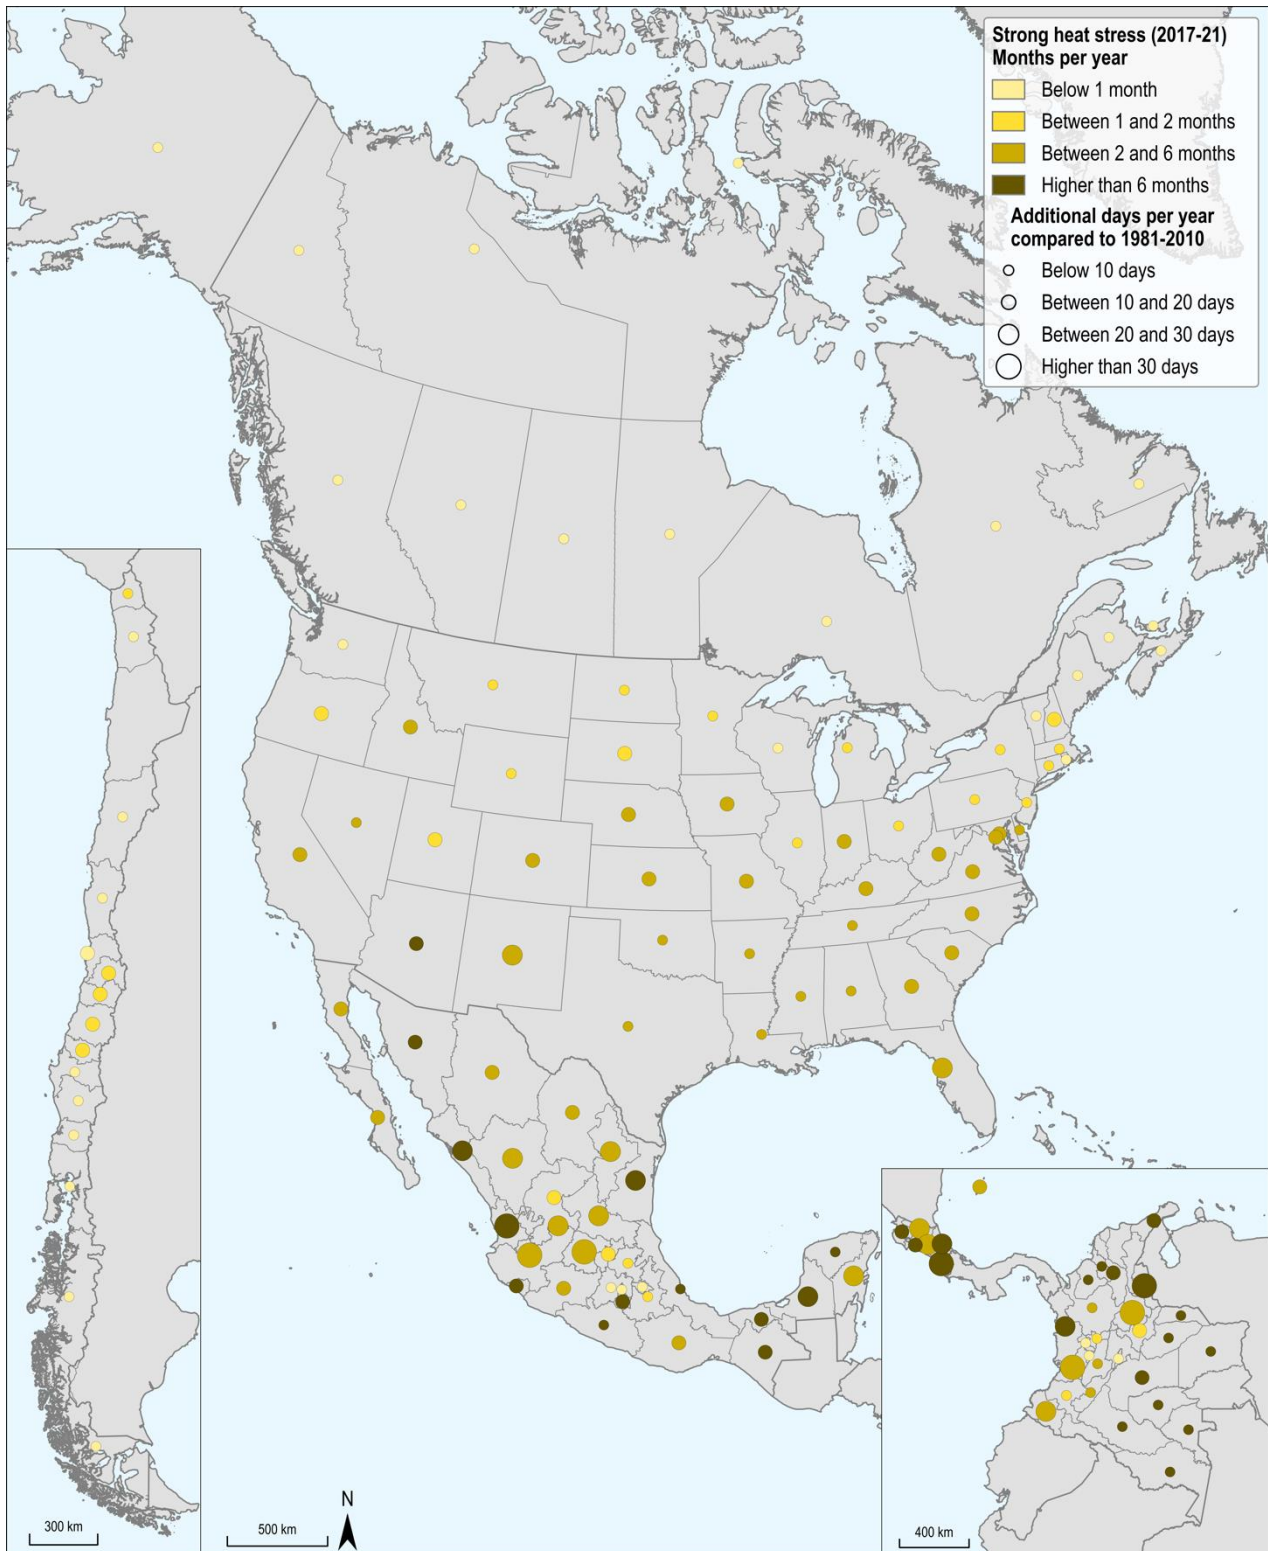 Strong heat stress (2017-21)
Months per year
Below 1 month
Between 1 and 2 months
Between 2 and 6 months
Higher than 6 months
Additional days per year
compared to 1981-2010
Below 10 days
Between 10 and 20 days
Between 20 and 30 days
Higher than 30 days
300 km
500 km
N
400 km